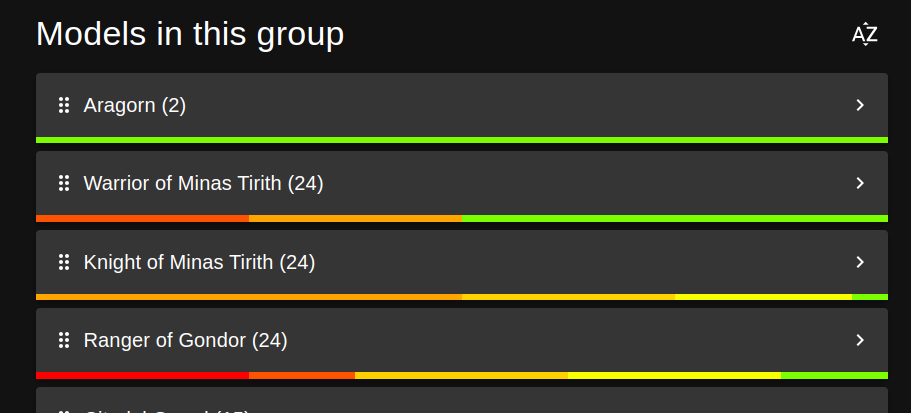 Models in this group
AZ
Aragorn (2)
Warrior of Minas Tirith (24)
Knight of Minas Tirith (24)
Ranger of Gondor (24)